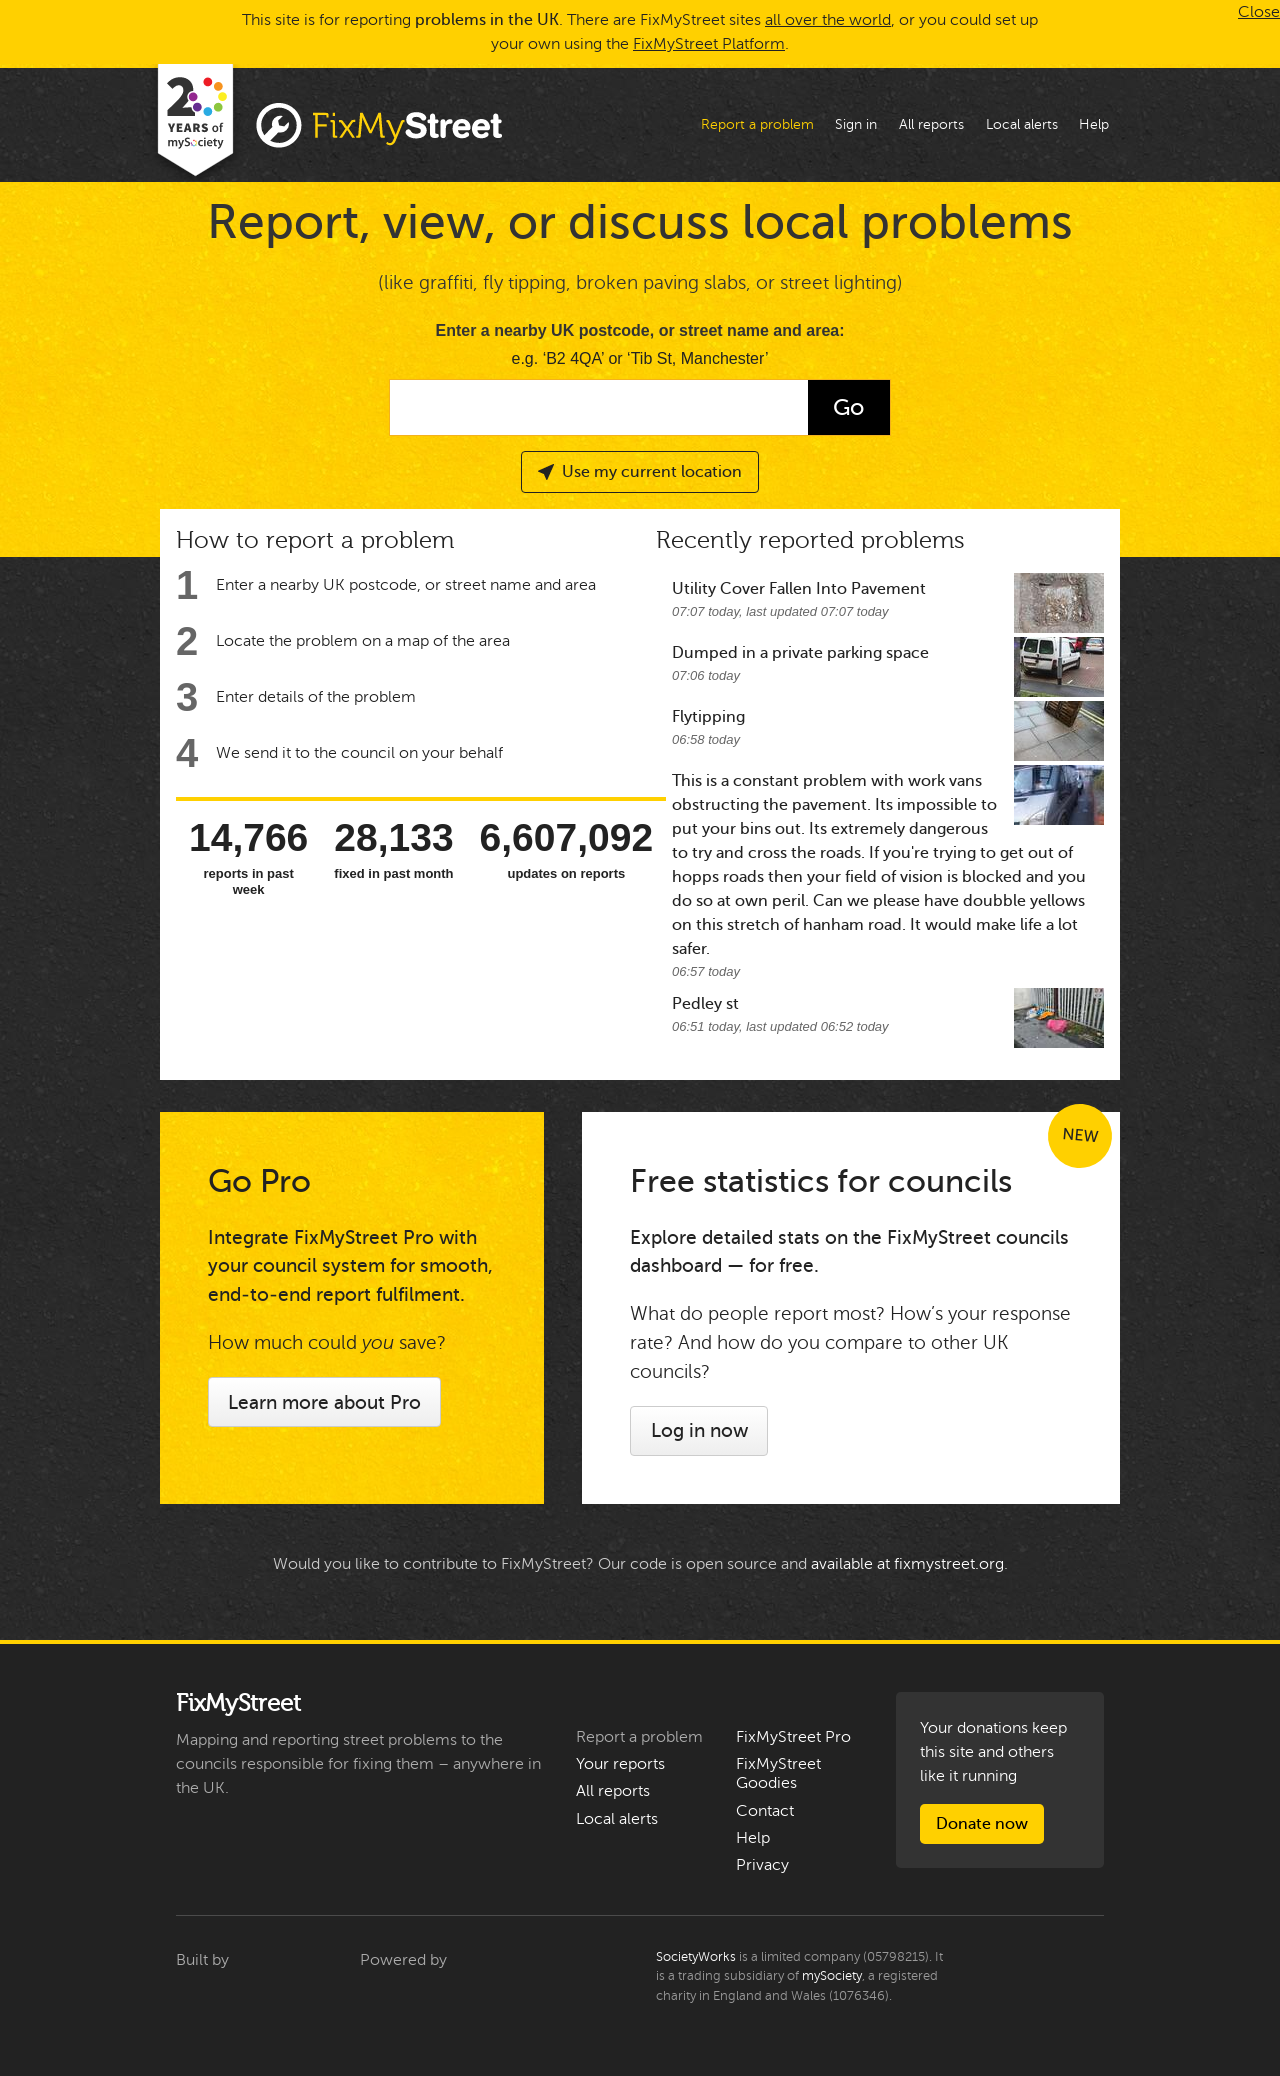 This site is for reporting problems in the UK. There are FixMyStreet sites all over the world, or you could set up
your own using the FixMyStreet Platform.
Close
20
YEARS of
mySociety
FixMyStreet
Report a problem
Sign in
All reports
Local alerts
Help
Report, view, or discuss local problems
(like graffiti, fly tipping, broken paving slabs, or street lighting)
Enter a nearby UK postcode, or street name and area:
e.g. ‘B2 4QA’ or ‘Tib St, Manchester’
Go
Use my current location
How to report a problem
1 Enter a nearby UK postcode, or street name and area
2 Locate the problem on a map of the area
3 Enter details of the problem
4 We send it to the council on your behalf
14,766
reports in past
week
28,133
fixed in past month
6,607,092
updates on reports
Recently reported problems
Utility Cover Fallen Into Pavement
07:07 today, last updated 07:07 today
Dumped in a private parking space
07:06 today
Flytipping
06:58 today
This is a constant problem with work vans
obstructing the pavement. Its impossible to
put your bins out. Its extremely dangerous
to try and cross the roads. If you're trying to get out of
hopps roads then your field of vision is blocked and you
do so at own peril. Can we please have doubble yellows
on this stretch of hanham road. It would make life a lot
safer.
06:57 today
Pedley st
06:51 today, last updated 06:52 today
Go Pro
Integrate FixMyStreet Pro with
your council system for smooth,
end-to-end report fulfilment.
How much could you save?
Learn more about Pro
NEW
Free statistics for councils
Explore detailed stats on the FixMyStreet councils
dashboard — for free.
What do people report most? How’s your response
rate? And how do you compare to other UK
councils?
Log in now
Would you like to contribute to FixMyStreet? Our code is open source and available at fixmystreet.org.
FixMyStreet
Mapping and reporting street problems to the
councils responsible for fixing them – anywhere in
the UK.
Report a problem
Your reports
All reports
Local alerts
FixMyStreet Pro
FixMyStreet
Goodies
Contact
Help
Privacy
Your donations keep
this site and others
like it running
Donate now
Built by
Powered by
SocietyWorks is a limited company (05798215). It
is a trading subsidiary of mySociety, a registered
charity in England and Wales (1076346).